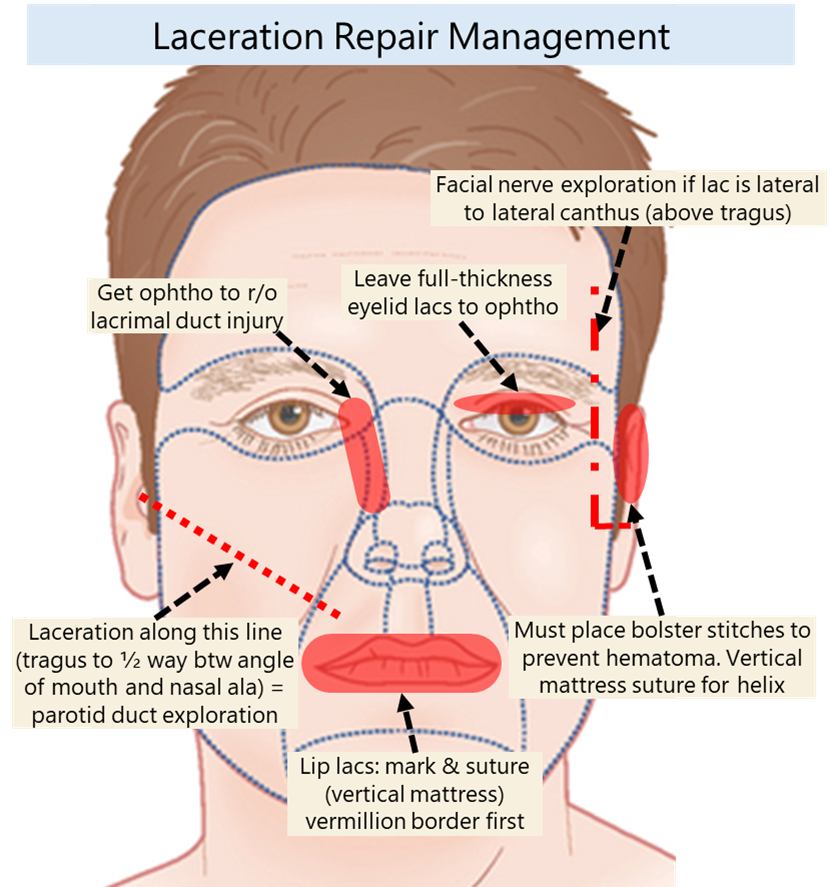 Laceration Repair Management
Facial nerve exploration if lac is lateral
to lateral canthus (above tragus)
Get ophtho to r/o
lacrimal duct injury
Leave full-thickness
eyelid lacs to ophtho
Laceration along this line
(tragus to ½ way btw angle
of mouth and nasal ala) =
parotid duct exploration
Must place bolster stitches to
prevent hematoma. Vertical
mattress suture for helix
Lip lacs: mark & suture
(vertical mattress)
vermillion border first